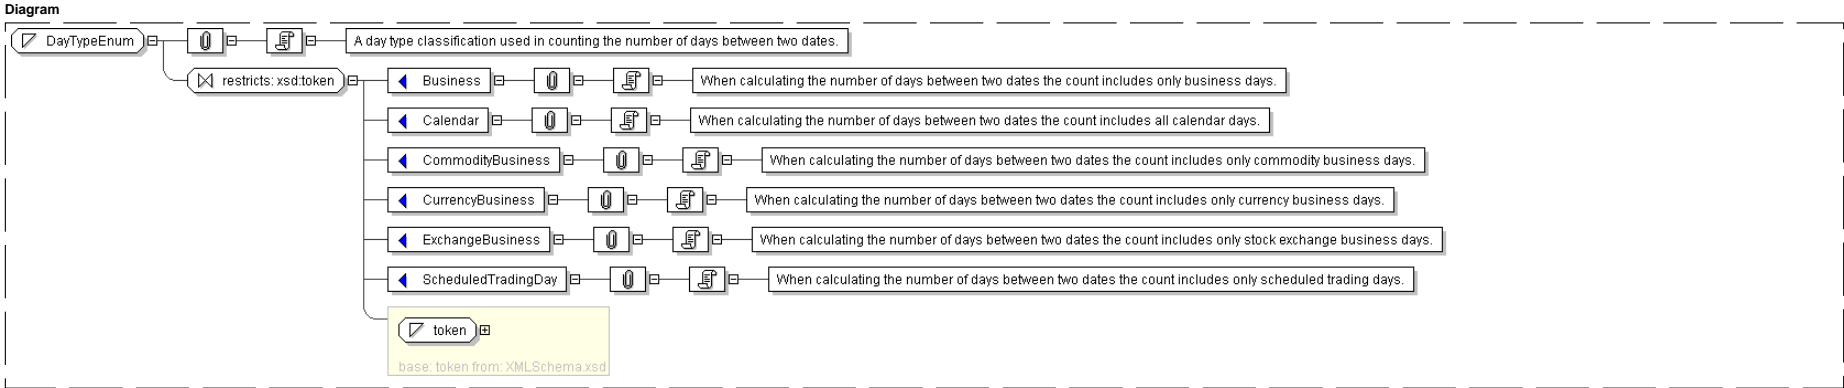 Diagram
DayTypeEnum A day type classification used in counting the number of days between two dates.
restricts: xsd:token Business When calculating the number of days between two dates the count includes only business days.
Calendar When calculating the number of days between two dates the count includes all calendar days.
CommodityBusiness When calculating the number of days between two dates the count includes only commodity business days.
CurrencyBusiness When calculating the number of days between two dates the count includes only currency business days.
ExchangeBusiness When calculating the number of days between two dates the count includes only stock exchange business days.
ScheduledTradingDay When calculating the number of days between two dates the count includes only scheduled trading days.
token
base: token from: XMLSchema.xsd